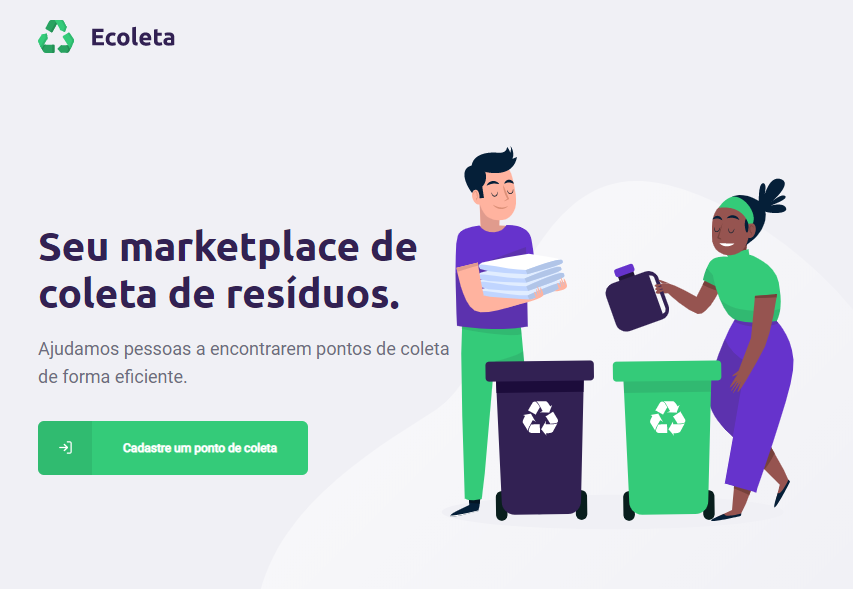 Ecoleta
Seu marketplace de
coleta de resíduos.
Ajudamos pessoas a encontrarem pontos de coleta
de forma eficiente.
Cadastre um ponto de coleta